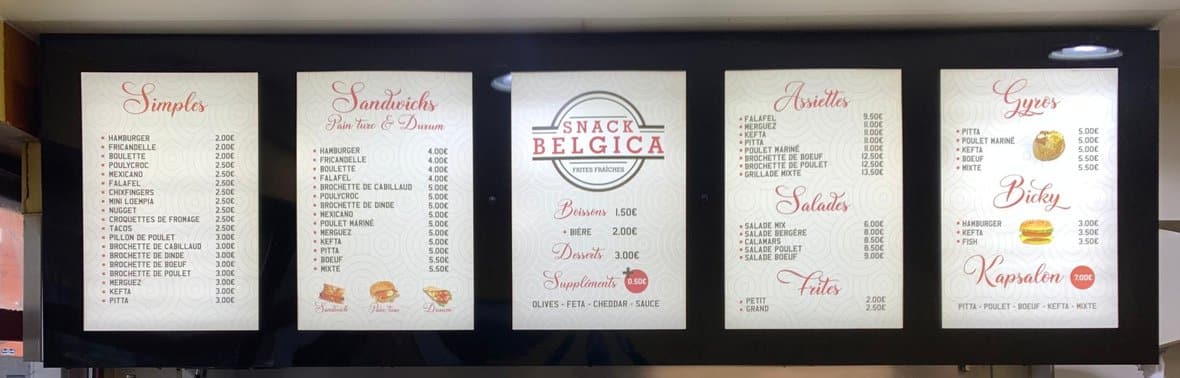 Simples
HAMBURGER 2.00€
FRICANDELLE 2.00€
BOULETTE 2.00€
POULYCROC 2.50€
MEXICANO 2.50€
FALAFEL 2.50€
CHIXFINGERS 2.50€
MINI LOEMPIA 2.50€
NUGGET 2.50€
CROQUETTES DE FROMAGE 2.50€
TACOS 2.50€
PILLON DE POULET 3.00€
BROCHETTE DE CABILLAUD 3.00€
BROCHETTE DE DINDE 3.00€
BROCHETTE DE BOEUF 3.00€
BROCHETTE DE POULET 3.00€
MERGUEZ 3.00€
KEFTA 3.00€
PITTA 3.00€
Sandwichs
Pain turc & Durum
HAMBURGER 4.00€
FRICANDELLE 4.00€
BOULETTE 4.00€
FALAFEL 4.00€
BROCHETTE DE CABILLAUD 5.00€
POULYCROC 5.00€
BROCHETTE DE DINDE 5.00€
MEXICANO 5.00€
POULET MARINÉ 5.00€
MERGUEZ 5.00€
KEFTA 5.00€
PITTA 5.00€
BOEUF 5.50€
MIXTE 5.50€
Sandwich Pain turc Durum
SNACK
BELGICA
FRITES FRAÎCHES
Boissons 1.50€
BIÈRE 2.00€
Desserts 3.00€
Suppléments +0.50€
OLIVES - FETA - CHEDDAR - SAUCE
Assiettes
FALAFEL 9.50€
MERGUEZ 11.00€
KEFTA 11.00€
PITTA 11.00€
POULET MARINÉ 11.00€
BROCHETTE DE BOEUF 12.50€
BROCHETTE DE POULET 12.50€
GRILLADE MIXTE 13.50€
Salades
SALADE MIX 6.00€
SALADE BERGÈRE 8.00€
CALAMARS 8.50€
SALADE POULET 8.50€
SALADE BOEUF 9.00€
Frites
PETIT 2.00€
GRAND 2.50€
Gyros
PITTA 5.00€
POULET MARINÉ 5.00€
KEFTA 5.00€
BOEUF 5.50€
MIXTE 5.50€
Bicky
HAMBURGER 3.00€
KEFTA 3.50€
FISH 3.50€
Kapsalon 7.00€
PITTA - POULET - BOEUF - KEFTA - MIXTE